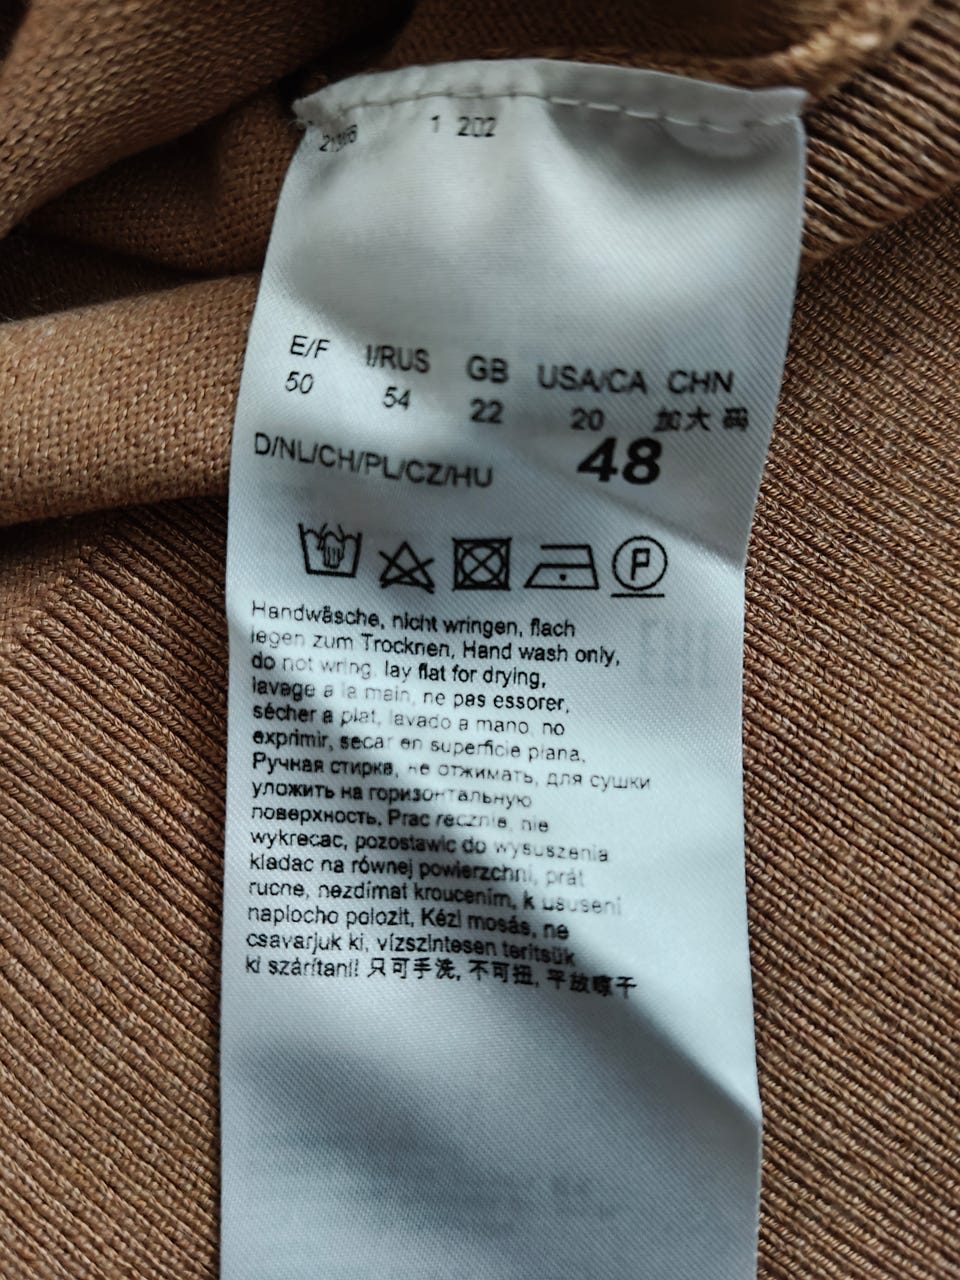 1 202
E/F I/RUS GB USA/CA CHN
50 54 22 20 加大码
D/NL/CH/PL/CZ/HU 48
P
Handwäsche, nicht wringen, flach
legen zum Trocknen, Hand wash only,
do not wring, lay flat for drying,
lavage a la main, ne pas essorer,
sécher a plat, lavado a mano, no
exprimir, secar en superficie plana,
Ручная стирка, не отжимать, для сушки
уложить на горизонтальную
поверхность, Prac recznie, nie
wykrecac, pozostawic do wysuszenia
kladac na równej powierzchni, prát
rucne, nezdímat kroucením, k ususeni
naplocho polozit, Kézi mosás, ne
csavarjuk ki, vízszintesen terítsük
ki szárítani! 只可手洗, 不可扭, 平放晾干